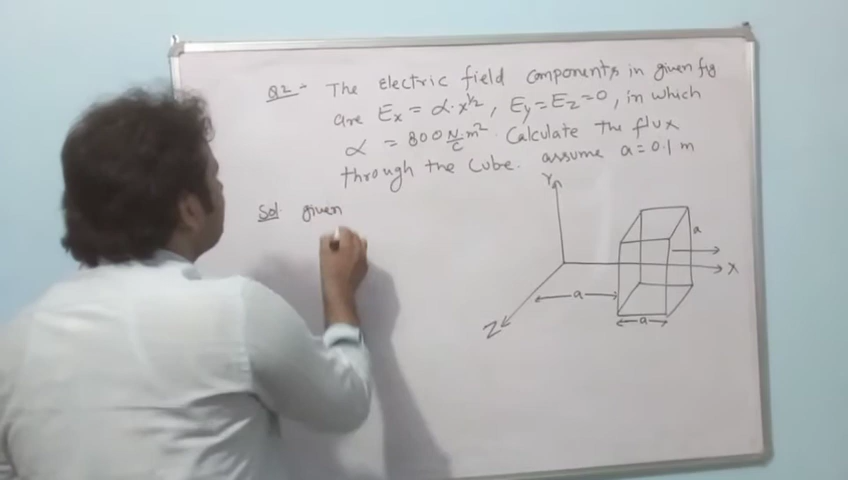 Q2 - The electric field components in given fig
are Ex = α·x^1/2, Ey = Ez = 0, in which
α = 800 N/C·m². Calculate the flux
through the Cube. assume a = 0.1 m
Sol. given
Y
a
X
a
Z
a